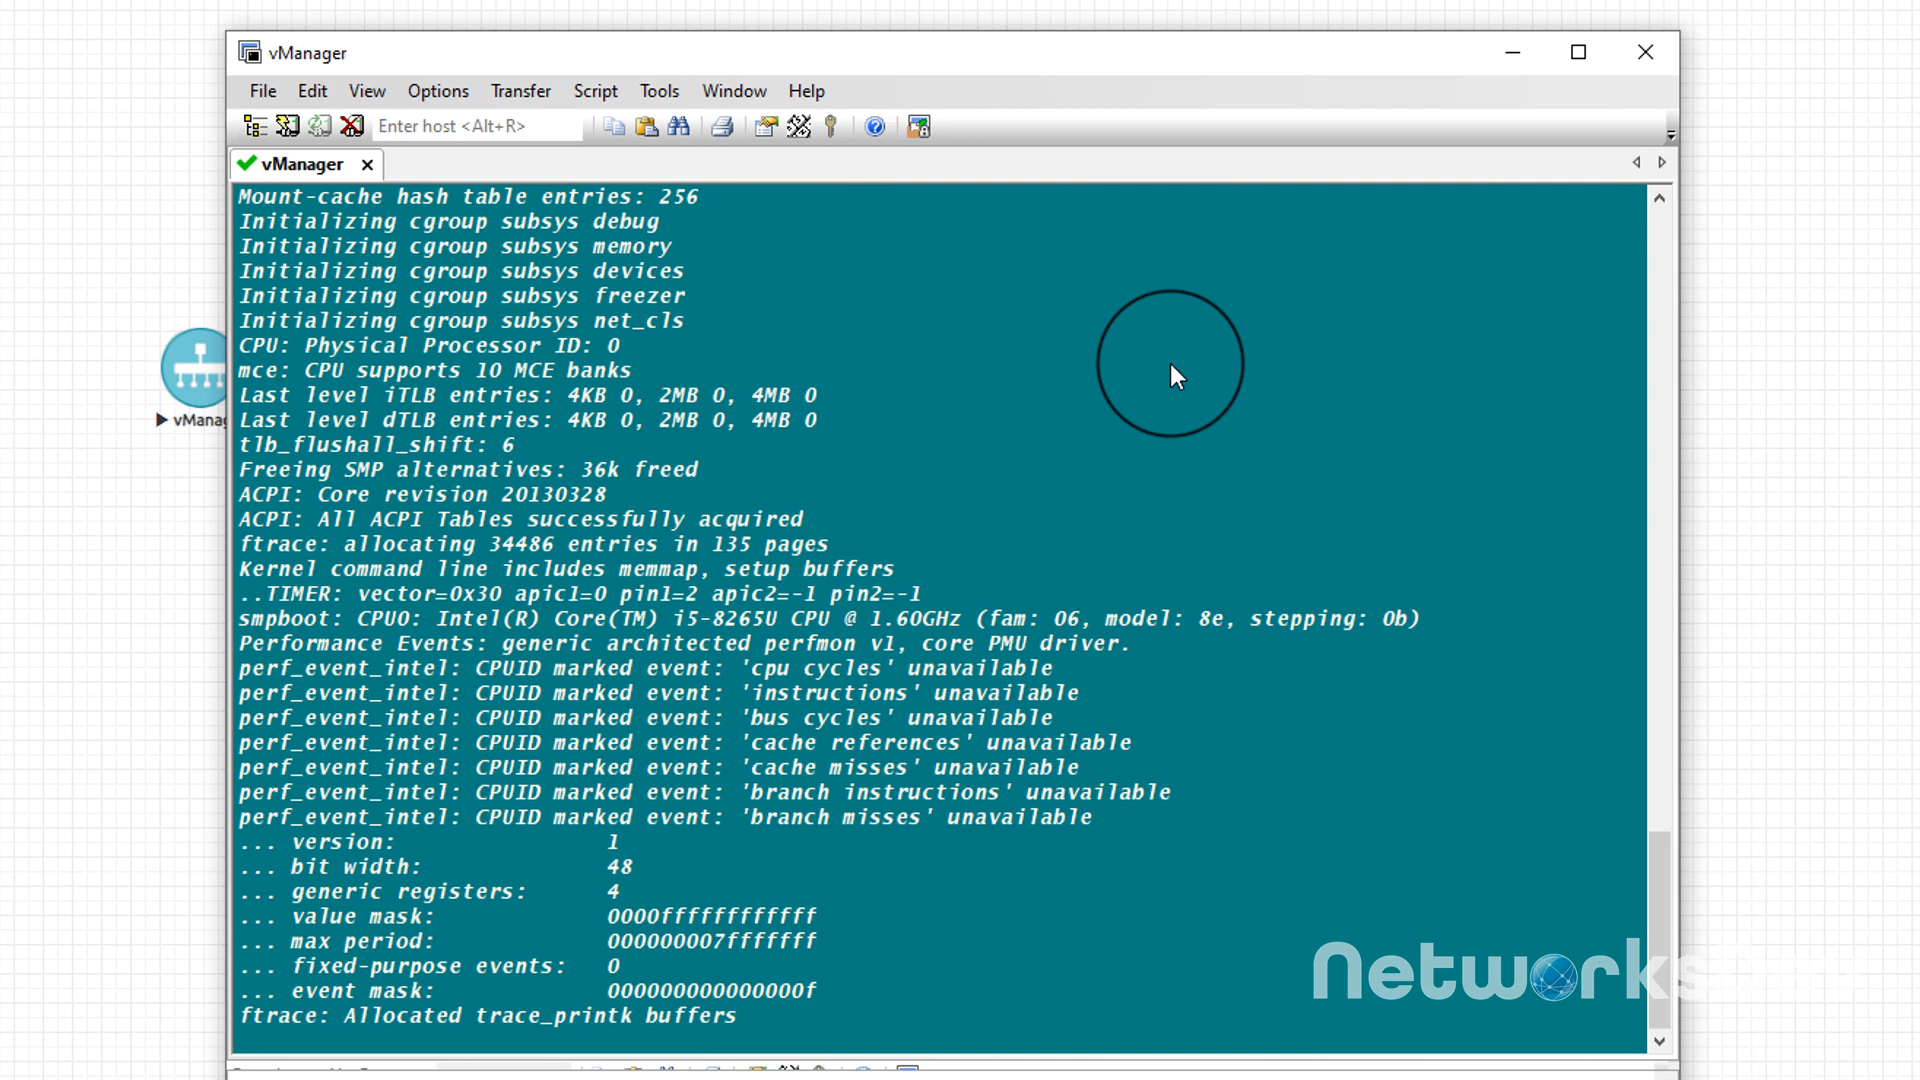 vManager
File Edit View Options Transfer Script Tools Window Help
Enter host <Alt+R>
vManager
Mount-cache hash table entries: 256
Initializing cgroup subsys debug
Initializing cgroup subsys memory
Initializing cgroup subsys devices
Initializing cgroup subsys freezer
Initializing cgroup subsys net_cls
CPU: Physical Processor ID: 0
mce: CPU supports 10 MCE banks
Last level iTLB entries: 4KB 0, 2MB 0, 4MB 0
Last level dTLB entries: 4KB 0, 2MB 0, 4MB 0
tlb_flushall_shift: 6
Freeing SMP alternatives: 36k freed
ACPI: Core revision 20130328
ACPI: All ACPI Tables successfully acquired
ftrace: allocating 34486 entries in 135 pages
Kernel command line includes memmap, setup buffers
..TIMER: vector=0x30 apic1=0 pin1=2 apic2=-1 pin2=-1
smpboot: CPU0: Intel(R) Core(TM) i5-8265U CPU @ 1.60GHz (fam: 06, model: 8e, stepping: 0b)
Performance Events: generic architected perfmon v1, core PMU driver.
perf_event_intel: CPUID marked event: 'cpu cycles' unavailable
perf_event_intel: CPUID marked event: 'instructions' unavailable
perf_event_intel: CPUID marked event: 'bus cycles' unavailable
perf_event_intel: CPUID marked event: 'cache references' unavailable
perf_event_intel: CPUID marked event: 'cache misses' unavailable
perf_event_intel: CPUID marked event: 'branch instructions' unavailable
perf_event_intel: CPUID marked event: 'branch misses' unavailable
... version: 1
... bit width: 48
... generic registers: 4
... value mask: 0000ffffffffffff
... max period: 000000007fffffff
... fixed-purpose events: 0
... event mask: 000000000000000f
ftrace: Allocated trace_printk buffers
vManag
Networks